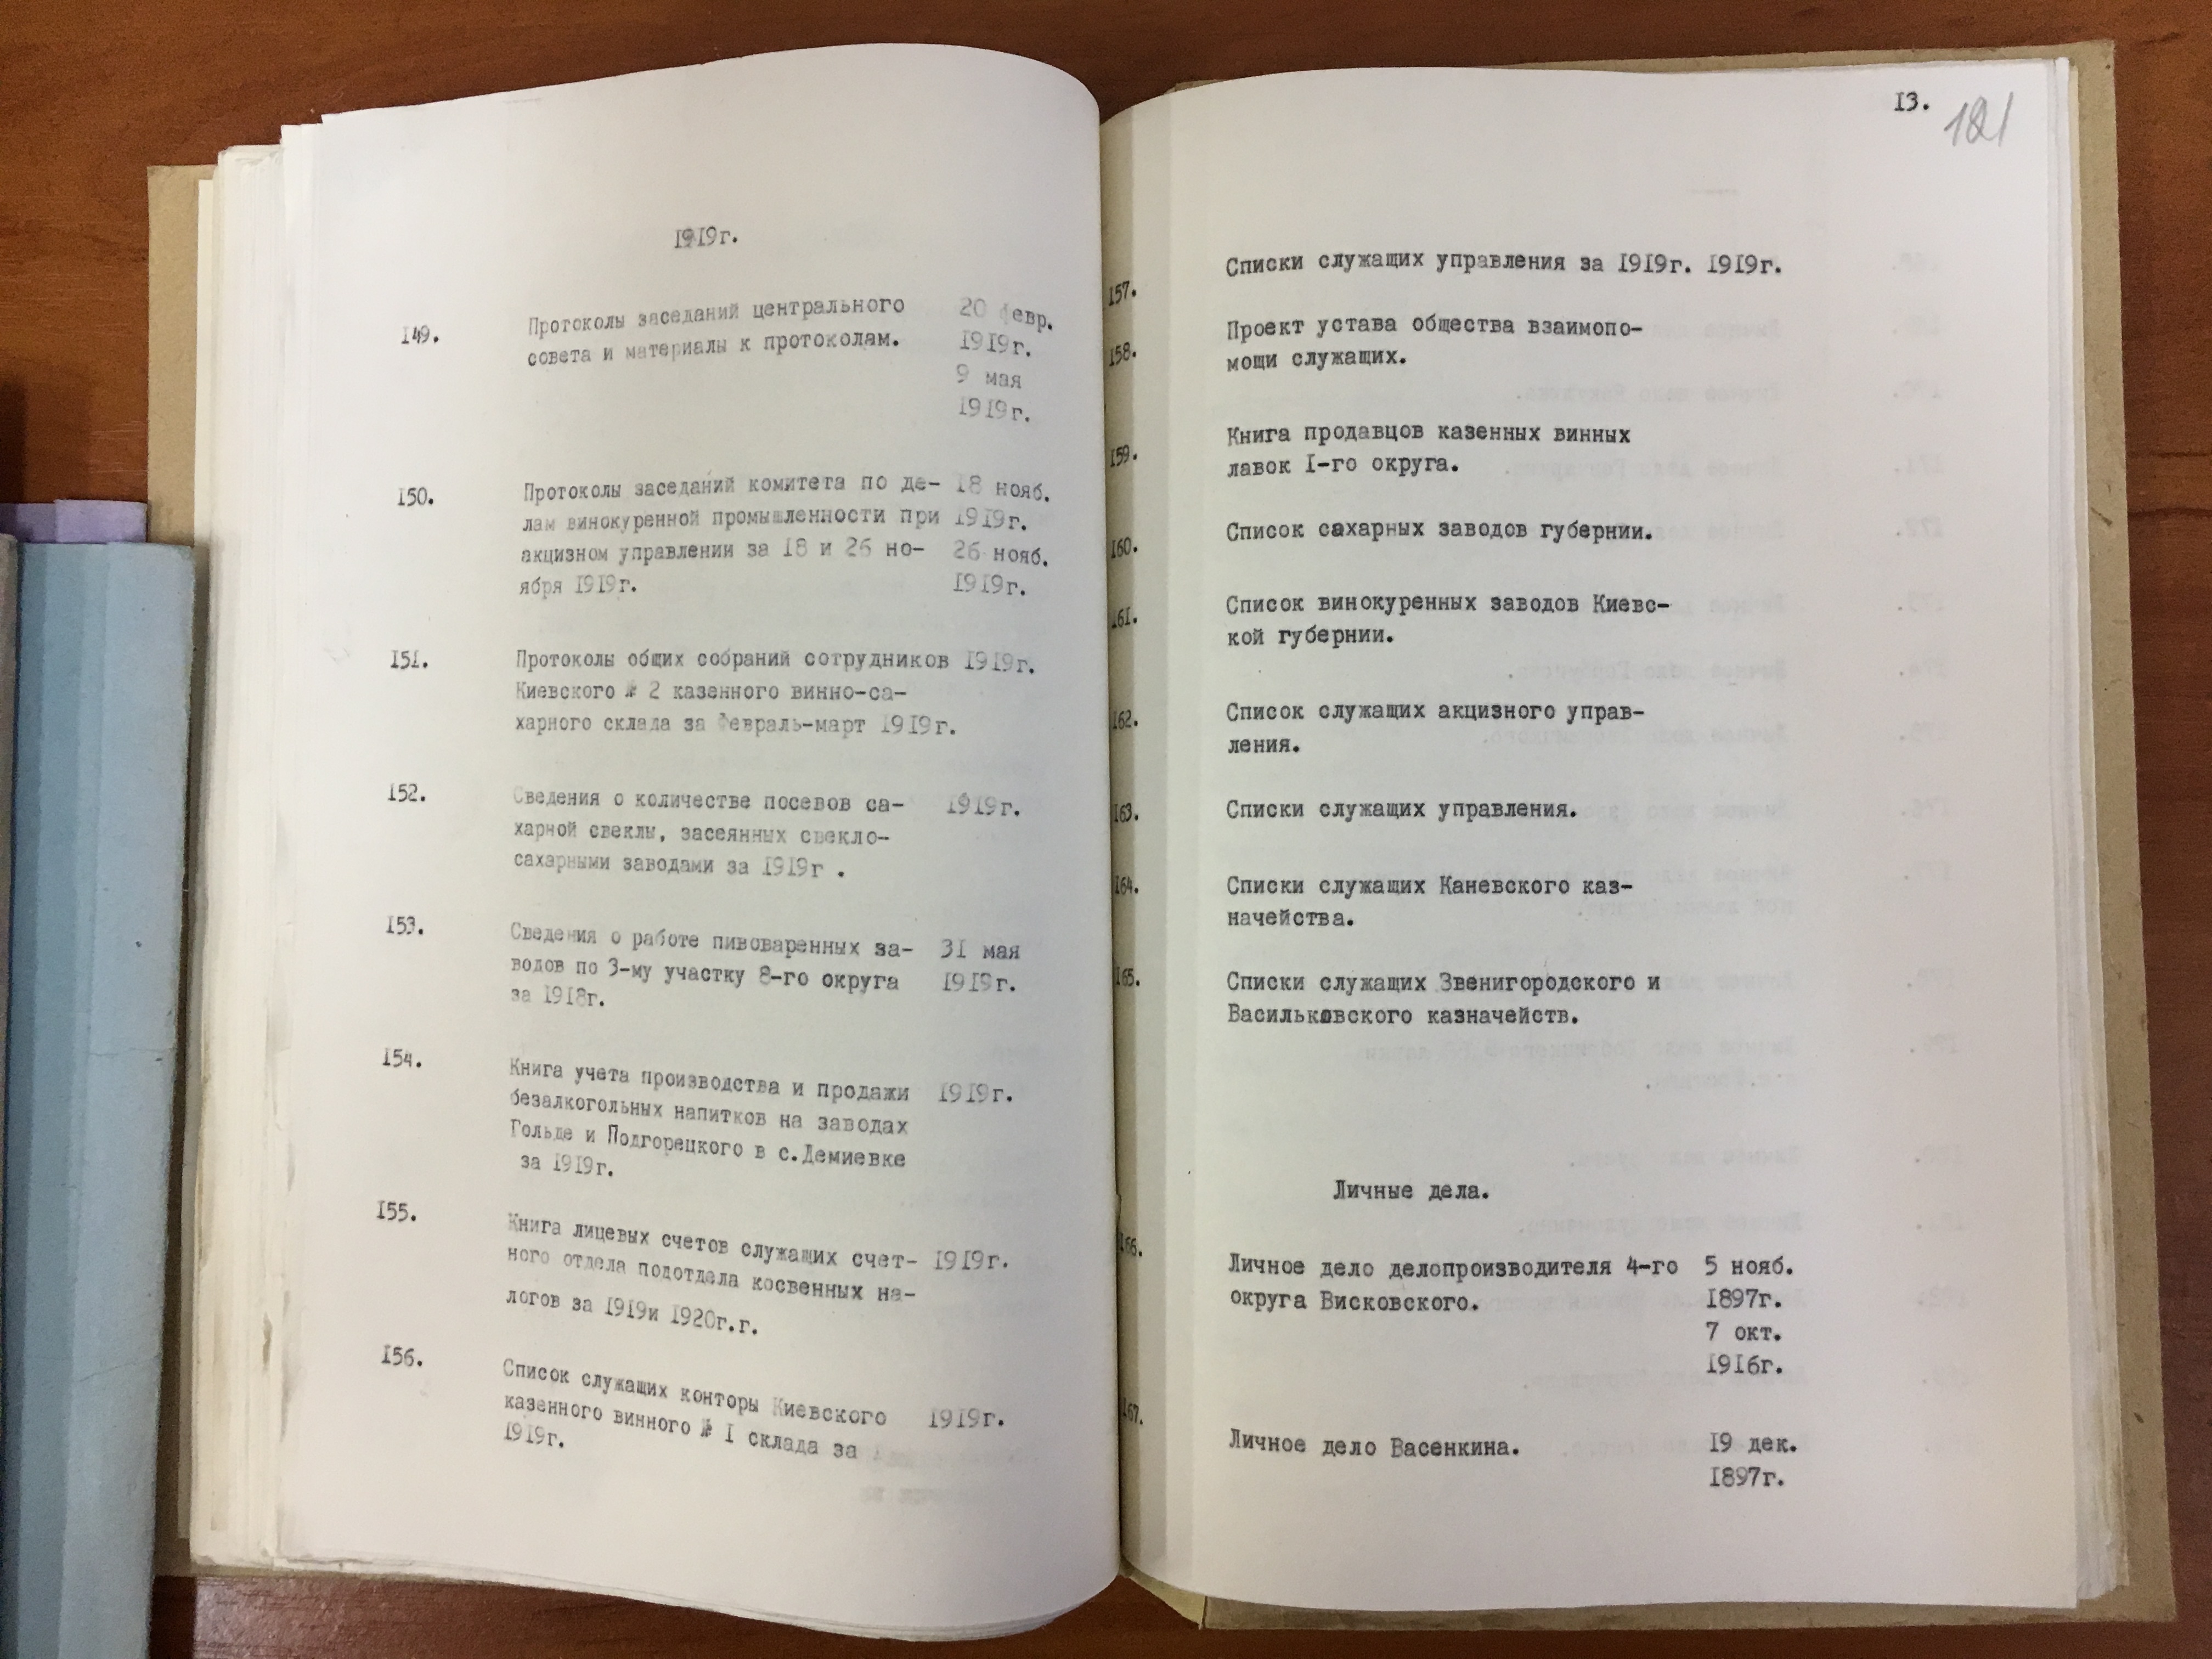 1919г.
149. Протоколы заседаний центрального 20 февр.
совета и материалы к протоколам. 1919г.
9 мая
1919г.
150. Протоколы заседаний комитета по де- 18 нояб.
лам винокуренной промышленности при 1919г.
акцизном управлении за 18 и 26 но- 26 нояб.
ября 1919г. 1919г.
151. Протоколы общих собраний сотрудников 1919г.
Киевского № 2 казенного винно-са-
харного склада за февраль-март 1919г.
152. Сведения о количестве посевов са- 1919г.
харной свеклы, засеянных свекло-
сахарными заводами за 1919г .
153. Сведения о работе пивоваренных за- 31 мая
водов по 3-му участку 8-го округа 1919г.
за 1918г.
154. Книга учета производства и продажи 1919г.
безалкогольных напитков на заводах
Гольде и Подгорецкого в с.Демиевке
за 1919г.
155. Книга лицевых счетов служащих счет- 1919г.
ного отдела подотдела косвенных на-
логов за 1919и 1920г.г.
156. Список служащих конторы Киевского 1919г.
казенного винного № 1 склада за
1919г.
13.
157. Списки служащих управления за 1919г. 1919г.
158. Проект устава общества взаимопо-
мощи служащих.
159. Книга продавцов казенных винных
лавок I-го округа.
160. Список сахарных заводов губернии.
161. Список винокуренных заводов Киевс-
кой губернии.
162. Список служащих акцизного управ-
ления.
163. Списки служащих управления.
164. Списки служащих Каневского каз-
начейства.
165. Списки служащих Звенигородского и
Васильковского казначейств.
Личные дела.
166. Личное дело делопроизводителя 4-го 5 нояб.
округа Висковского. 1897г.
7 окт.
1916г.
167. Личное дело Васенкина. 19 дек.
1897г.